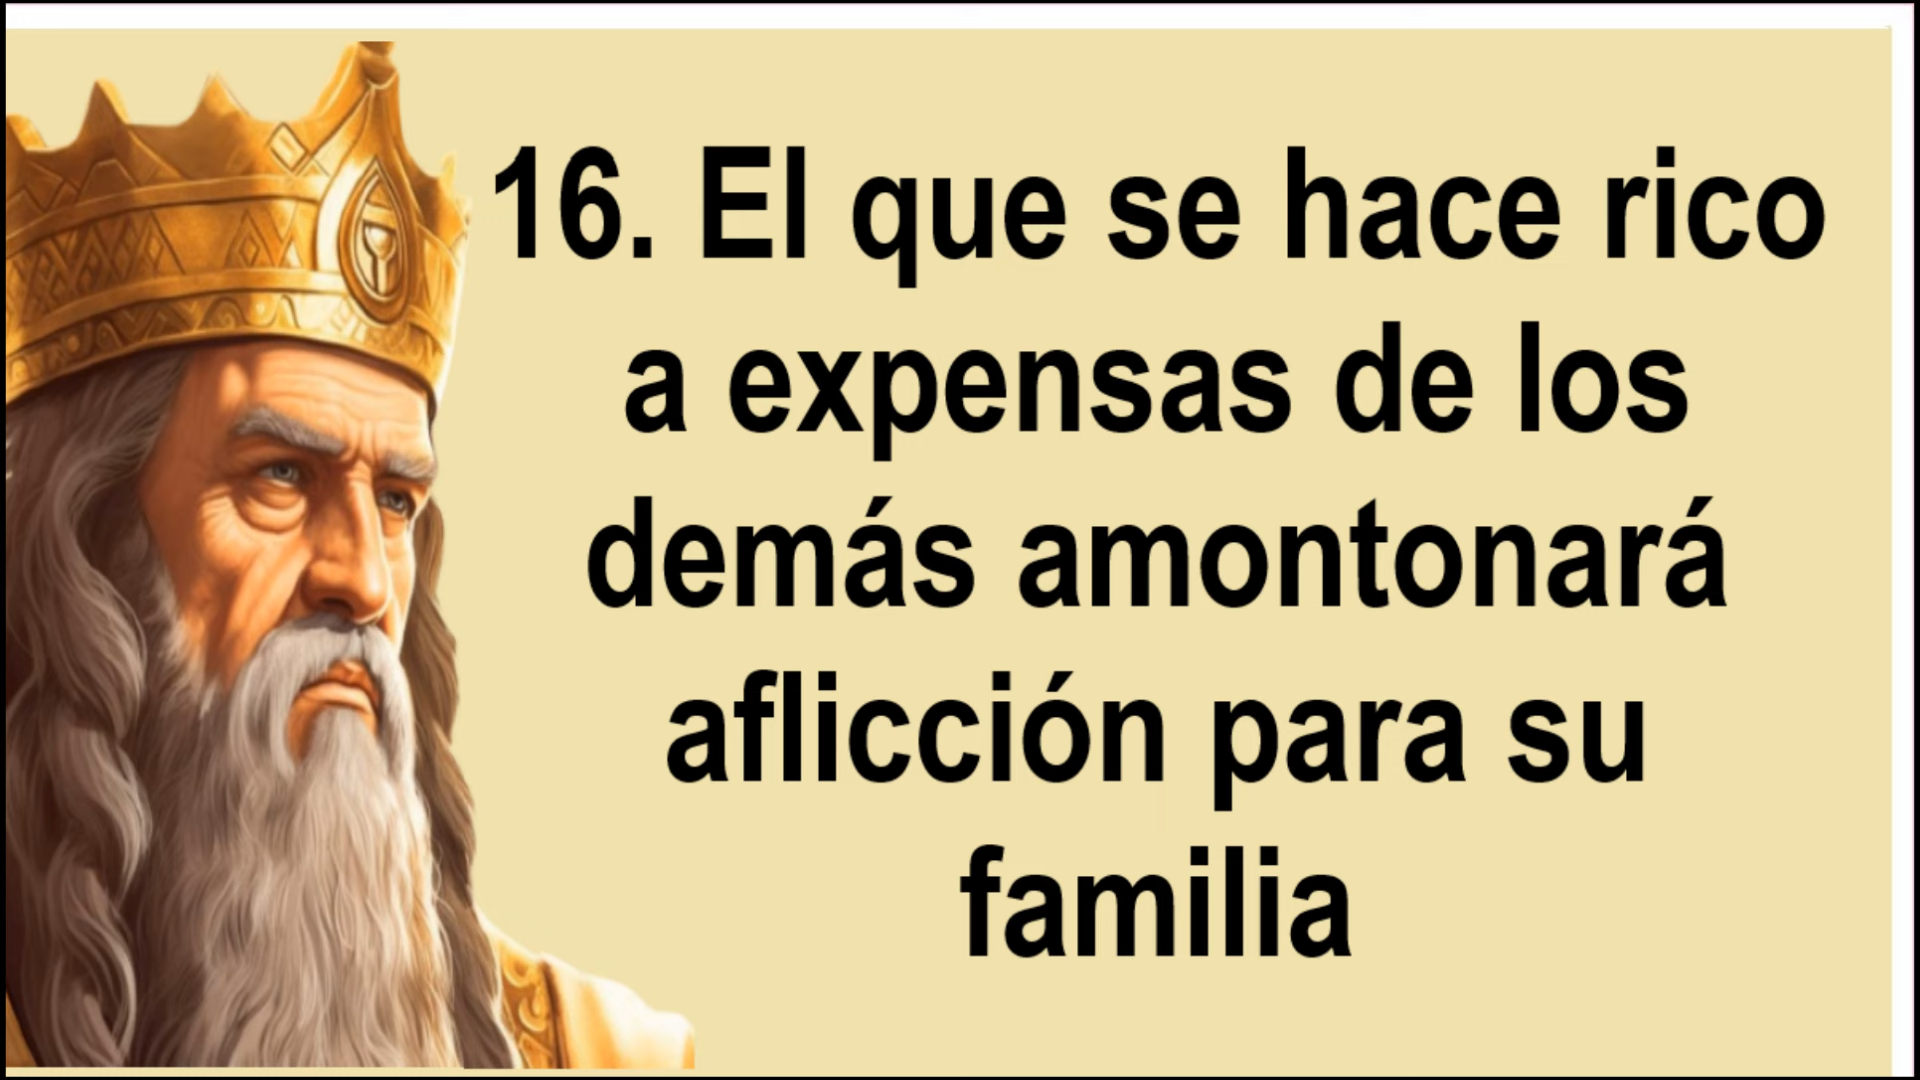 16. El que se hace rico
a expensas de los
demás amontonará
aflicción para su
familia